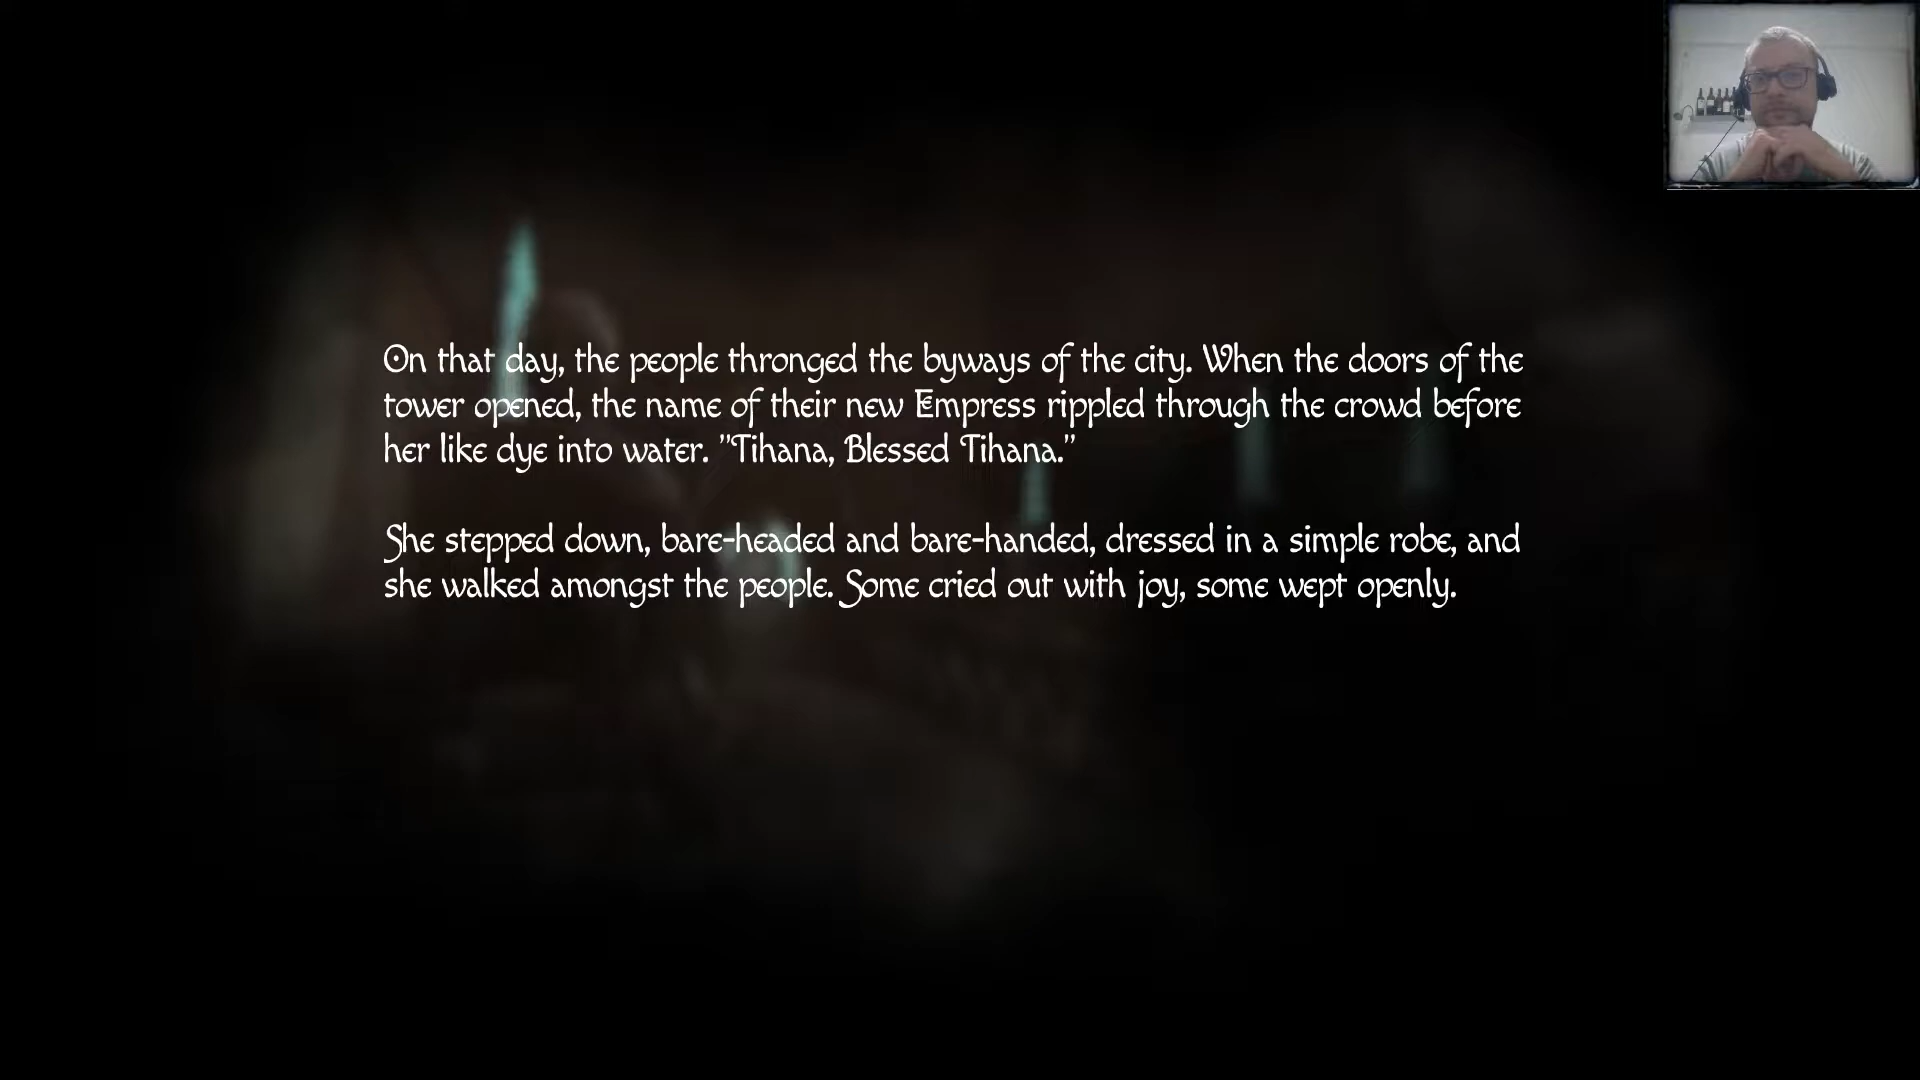 On that day, the people thronged the byways of the city. When the doors of the
tower opened, the name of their new Empress rippled through the crowd before
her like dye into water. "Tihana, Blessed Tihana."
She stepped down, bare-headed and bare-handed, dressed in a simple robe, and
she walked amongst the people. Some cried out with joy, some wept openly.